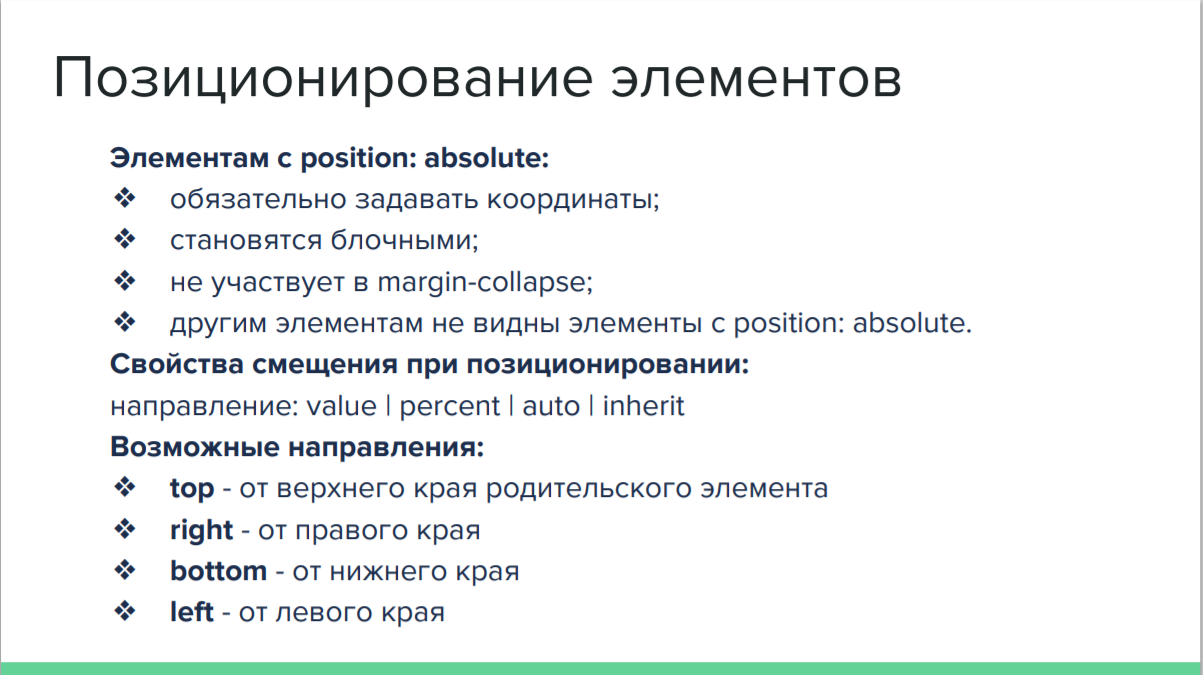 Позиционирование элементов
Элементам с position: absolute:
❖ обязательно задавать координаты;
❖ становятся блочными;
❖ не участвует в margin-collapse;
❖ другим элементам не видны элементы с position: absolute.
Свойства смещения при позиционировании:
направление: value | percent | auto | inherit
Возможные направления:
❖ top - от верхнего края родительского элемента
❖ right - от правого края
❖ bottom - от нижнего края
❖ left - от левого края